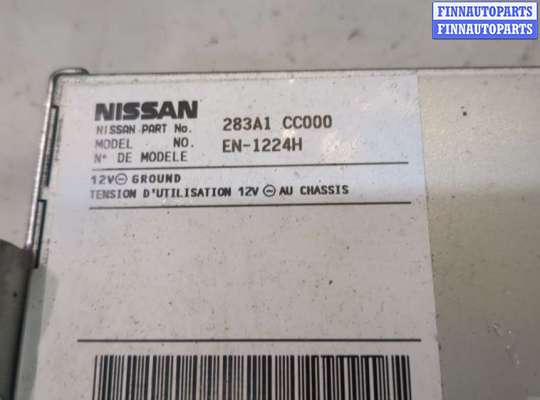 FINNAUTOPARTS
FINNAUTOPARTS
NISSAN
NISSAN PART No. 283A1 CC000
MODEL NO. EN-1224H
N° DE MODELE
12V⊖ GROUND
TENSION D'UTILISATION 12V ⊖ AU CHASSIS